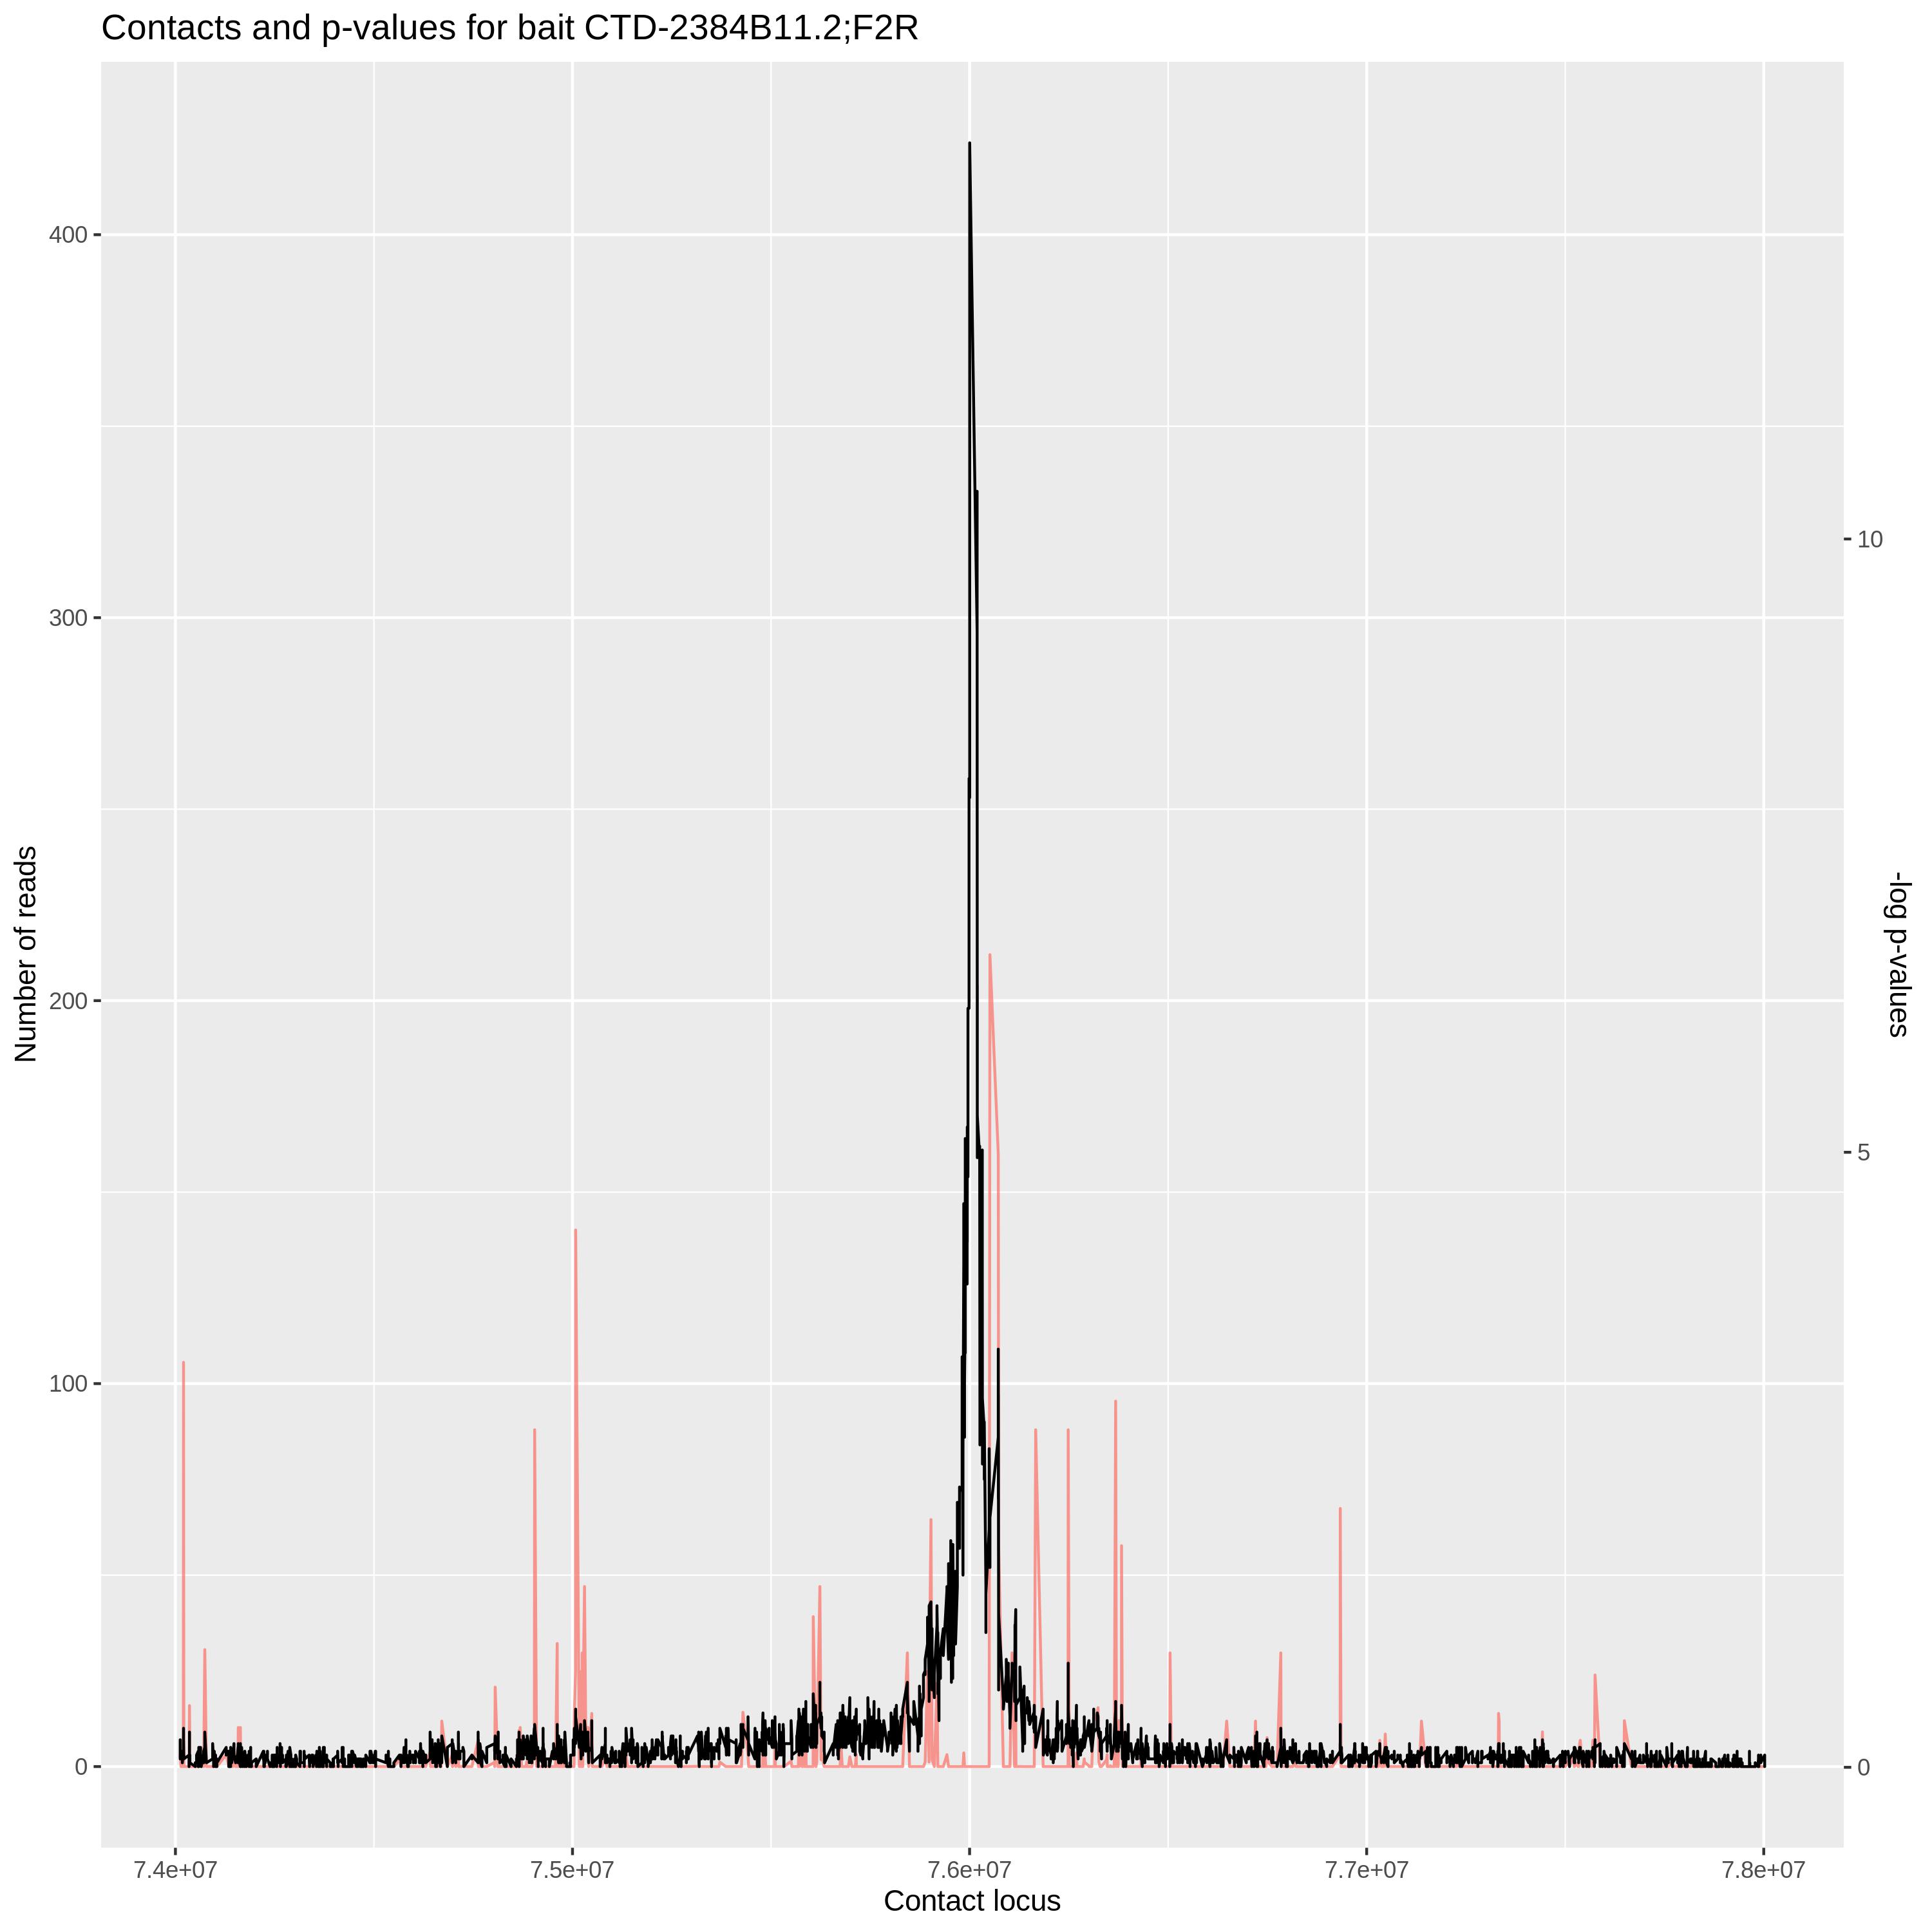 Contacts and p-values for bait CTD-2384B11.2;F2R
400
300
200
100
0
Number of reads
10
5
0
-log p-values
7.4e+07 7.5e+07 7.6e+07 7.7e+07 7.8e+07
Contact locus